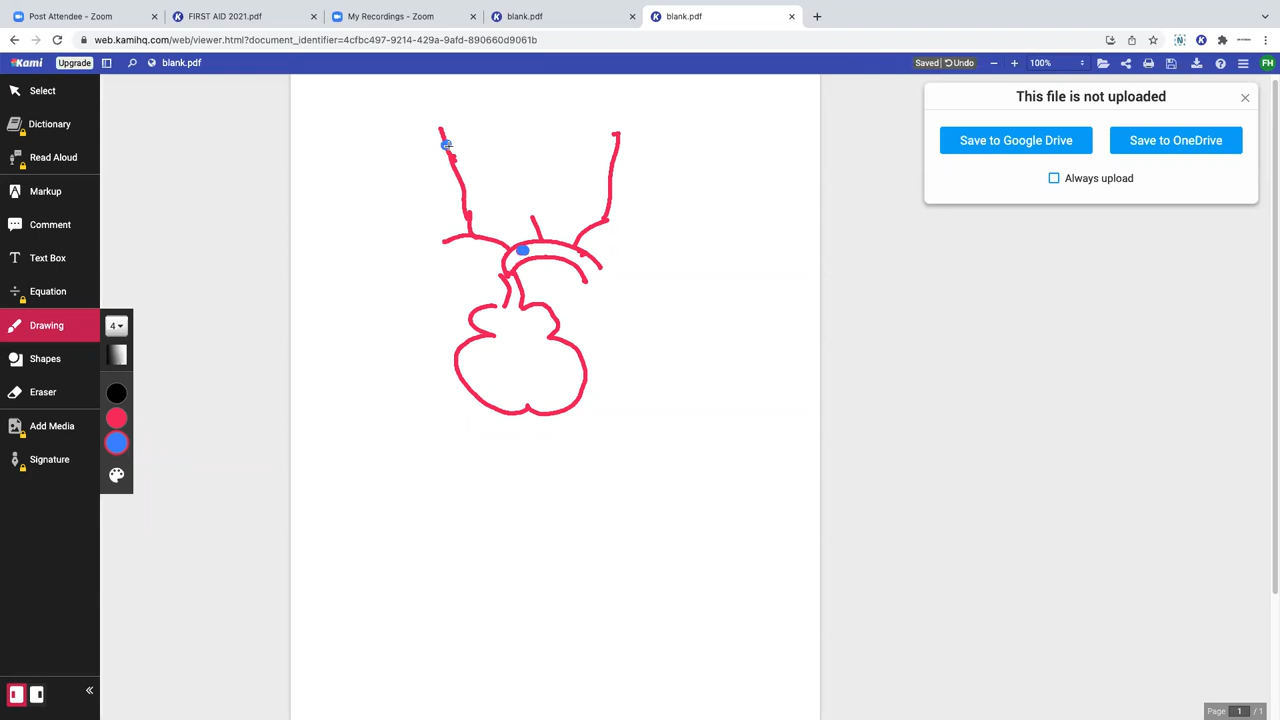 Post Attendee - Zoom
FIRST AID 2021.pdf
My Recordings - Zoom
blank.pdf
blank.pdf
web.kamihq.com/web/viewer.html?document_identifier=4cfbc497-9214-429a-9afd-890660d9061b
Kami
Upgrade
blank.pdf
Saved
Undo
100%
FH
Select
Dictionary
Read Aloud
Markup
Comment
Text Box
Equation
Drawing
Shapes
Eraser
Add Media
Signature
4
This file is not uploaded
Save to Google Drive
Save to OneDrive
Always upload
Page 1 / 1